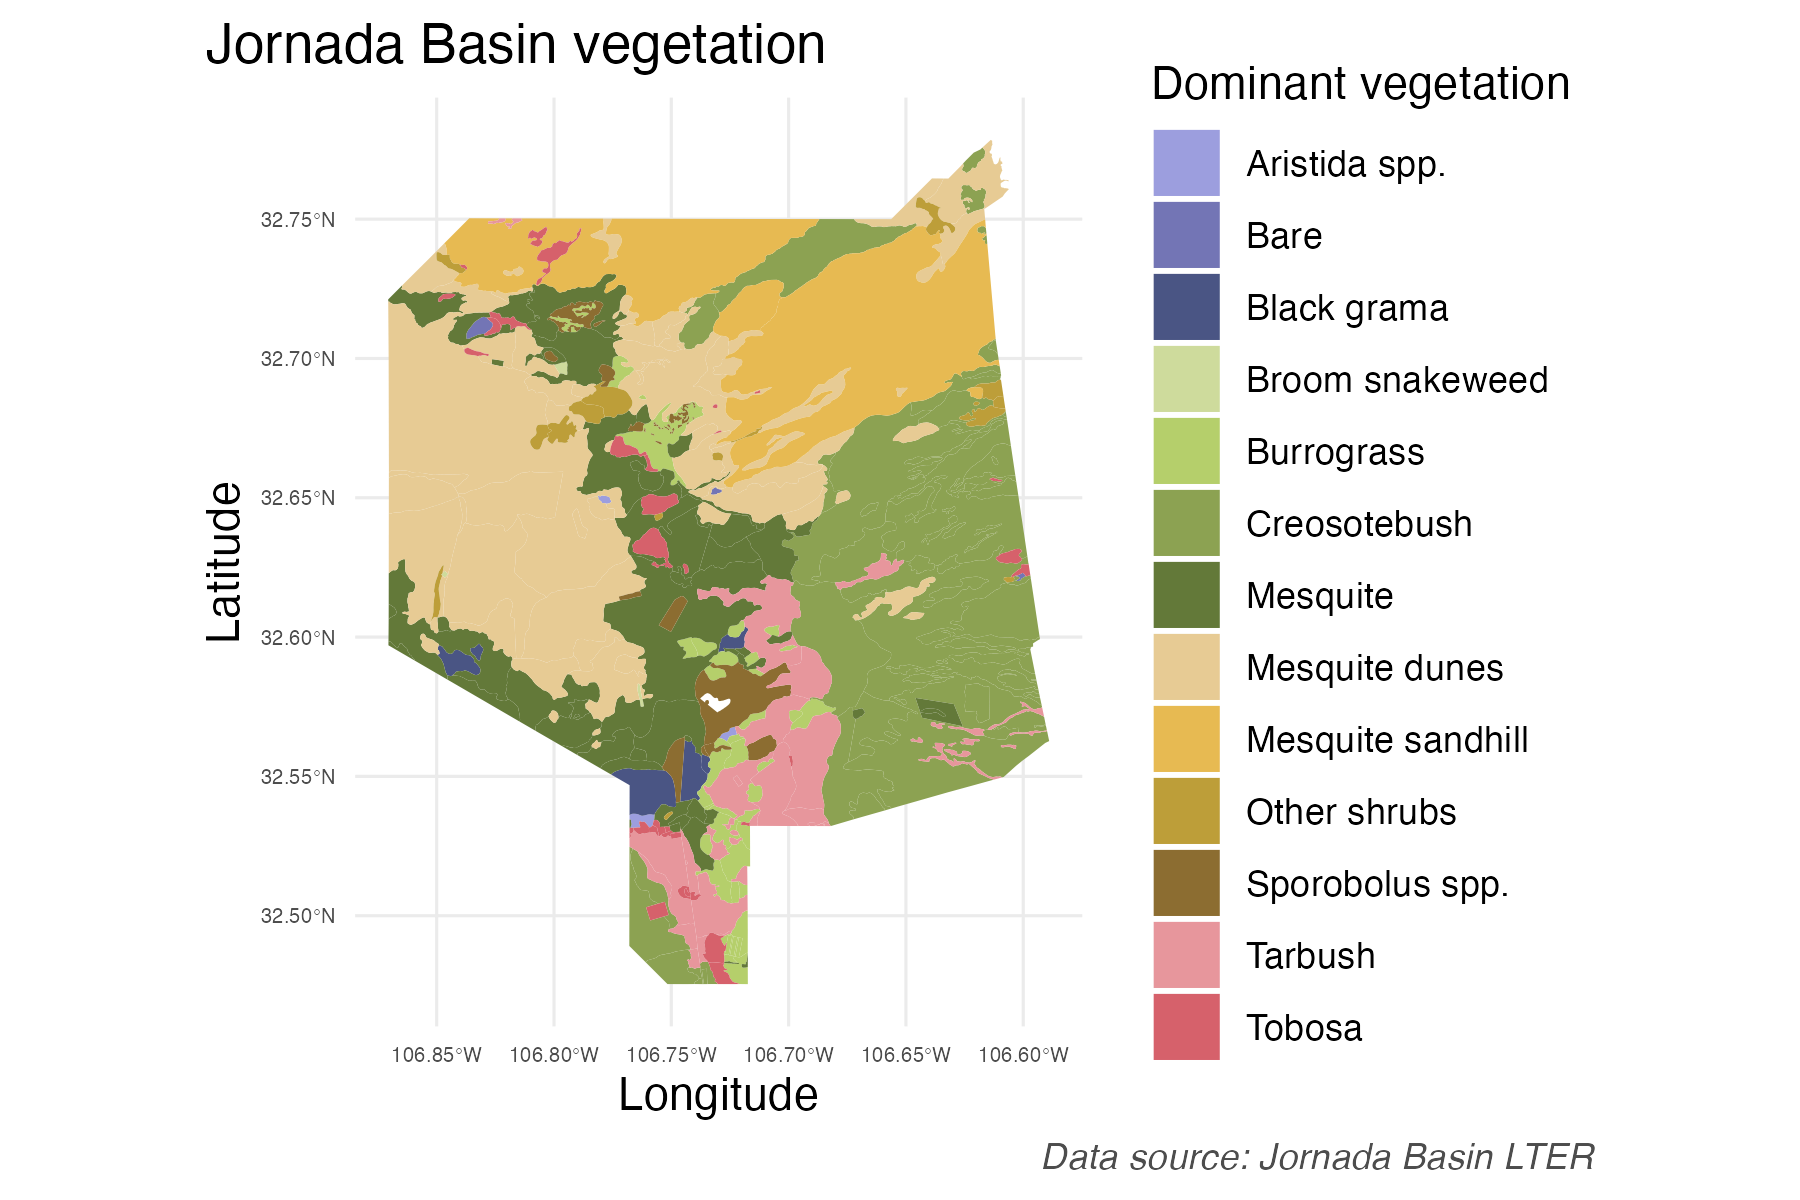 Jornada Basin vegetation
Dominant vegetation
Aristida spp.
Bare
Black grama
Broom snakeweed
Burrograss
Creosotebush
Mesquite
Mesquite dunes
Mesquite sandhill
Other shrubs
Sporobolus spp.
Tarbush
Tobosa
Latitude
32.75°N
32.70°N
32.65°N
32.60°N
32.55°N
32.50°N
106.85°W 106.80°W 106.75°W 106.70°W 106.65°W 106.60°W
Longitude
Data source: Jornada Basin LTER